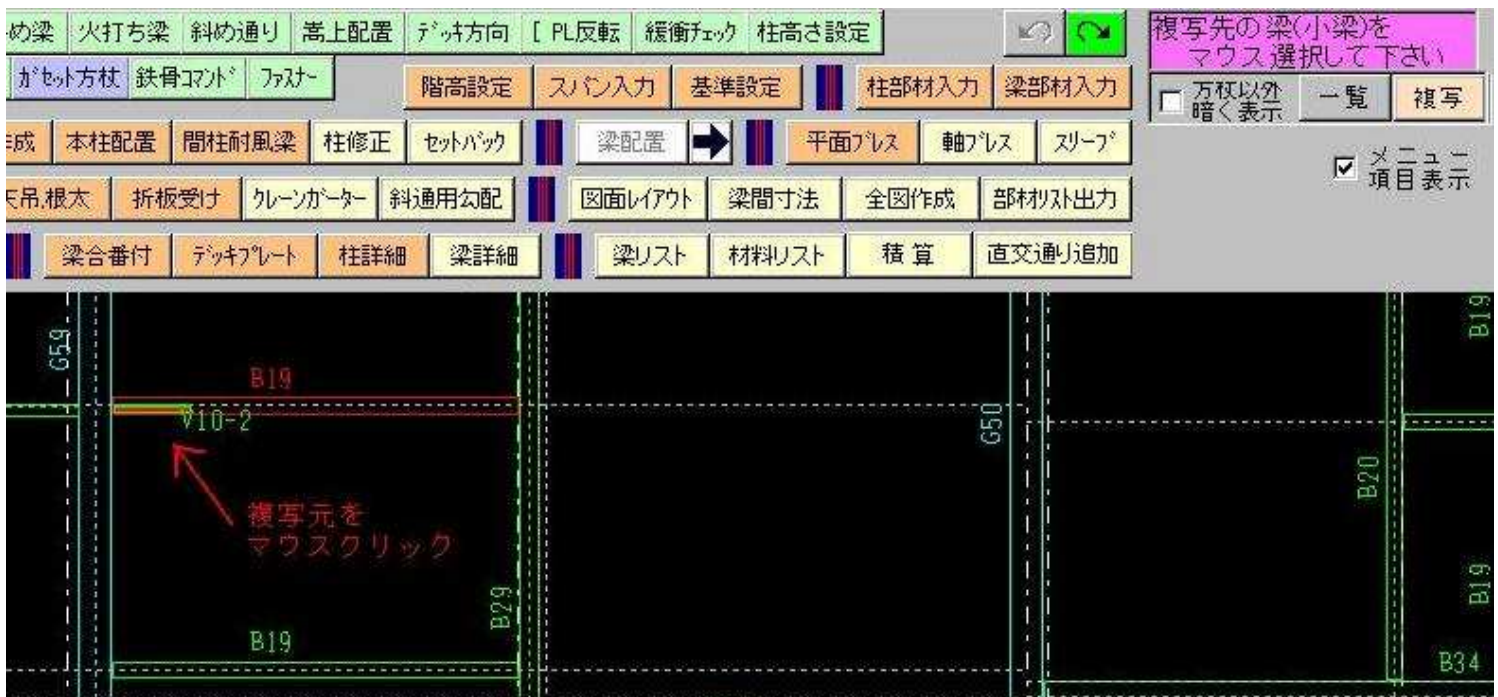 め梁 火打ち梁 斜め通り 嵩上配置 デッキ方向 [ PL反転 緩衝チェック 柱高さ設定
複写先の梁(小梁)を
マウス選択して下さい
ガセット方杖 鉄骨コマンド ファスナー
階高設定 スパン入力 基準設定 柱部材入力 梁部材入力
方杖以外
暗く表示
一覧 複写
成 本柱配置 間柱耐風梁 柱修正 セットバック 梁配置 平面ブレス 軸ブレス スリーブ
メニュー
項目表示
天吊.根太 折板受け クレーンガーター 斜通用勾配 図面レイアウト 梁間寸法 全図作成 部材リスト出力
梁合番付 デッキプレート 柱詳細 梁詳細 梁リスト 材料リスト 積 算 直交通り追加
G59
B19
V10-2
複写元を
マウスクリック
B29
B19
G50
B20
B19
B19
B34